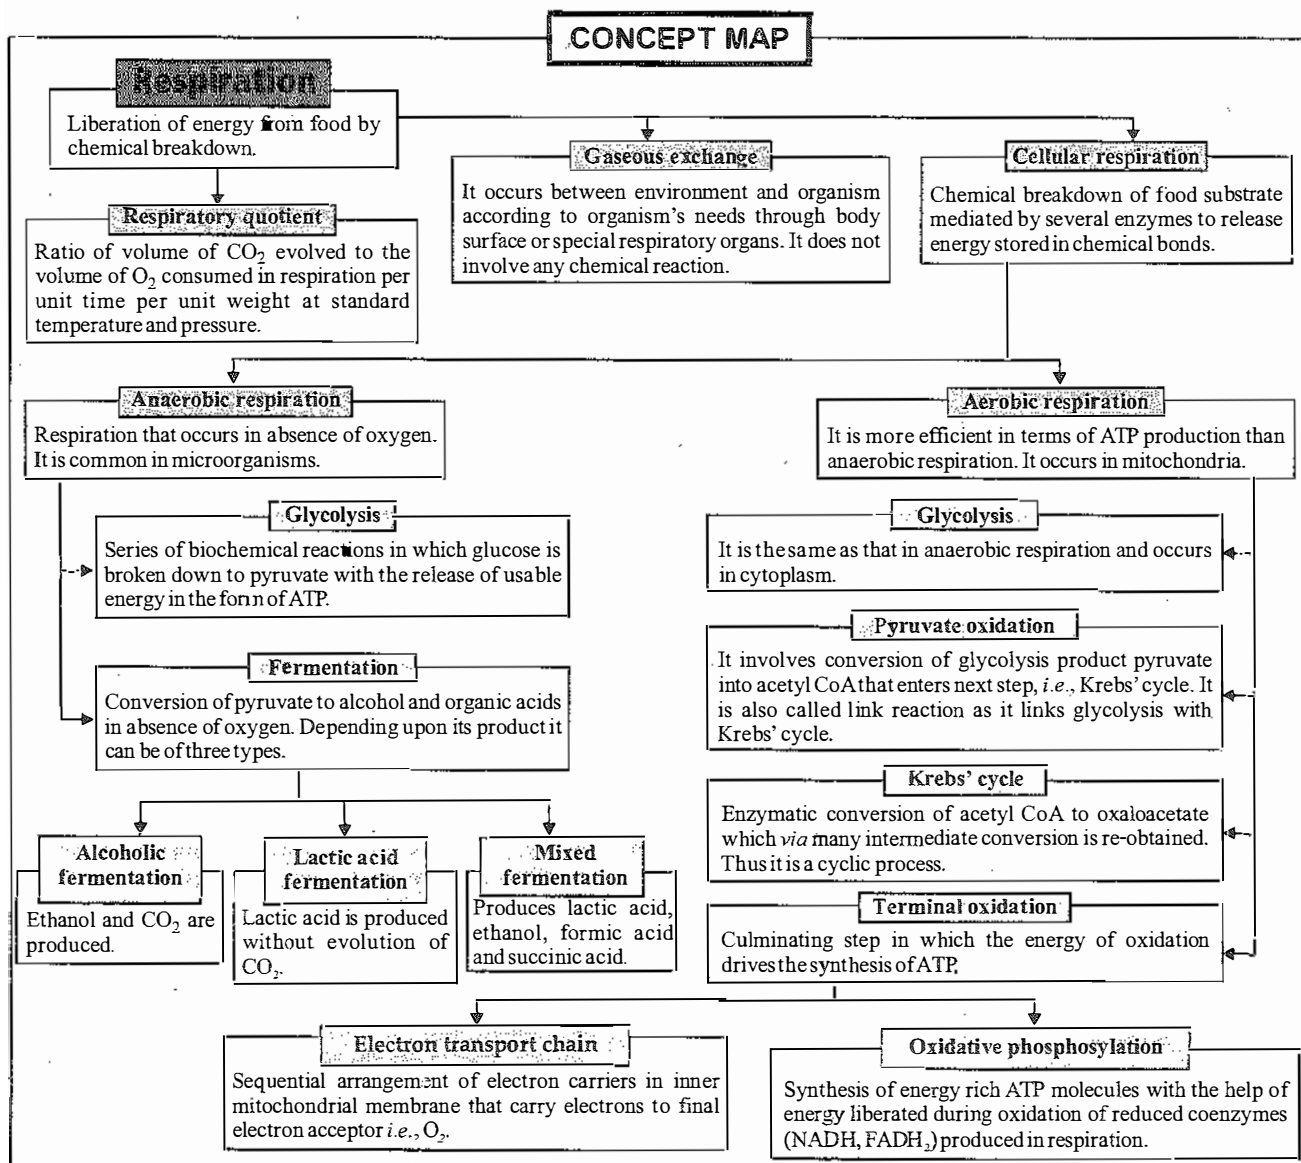 CONCEPT MAP
Respiration
Liberation of energy from food by
chemical breakdown.
Gaseous exchange
It occurs between environment and organism
according to organism's needs through body
surface or special respiratory organs. It does not
involve any chemical reaction.
Cellular respiration
Chemical breakdown of food substrate
mediated by several enzymes to release
energy stored in chemical bonds.
Respiratory quotient
Ratio of volume of CO₂ evolved to the
volume of O₂ consumed in respiration per
unit time per unit weight at standard
temperature and pressure.
Anaerobic respiration
Respiration that occurs in absence of oxygen.
It is common in microorganisms.
Aerobic respiration
It is more efficient in terms of ATP production than
anaerobic respiration. It occurs in mitochondria.
Glycolysis
Series of biochemical reactions in which glucose is
broken down to pyruvate with the release of usable
energy in the form of ATP.
Glycolysis
It is the same as that in anaerobic respiration and occurs
in cytoplasm.
Pyruvate oxidation
It involves conversion of glycolysis product pyruvate
into acetyl CoA that enters next step, i.e., Krebs' cycle. It
is also called link reaction as it links glycolysis with
Krebs' cycle.
Fermentation
Conversion of pyruvate to alcohol and organic acids
in absence of oxygen. Depending upon its product it
can be of three types.
Krebs' cycle
Enzymatic conversion of acetyl CoA to oxaloacetate
which via many intermediate conversion is re-obtained.
Thus it is a cyclic process.
Alcoholic
fermentation
Ethanol and CO₂ are
produced.
Lactic acid
fermentation
Lactic acid is produced
without evolution of
CO₂.
Mixed
fermentation
Produces lactic acid,
ethanol, formic acid
and succinic acid.
Terminal oxidation
Culminating step in which the energy of oxidation
drives the synthesis of ATP.
Electron transport chain
Sequential arrangement of electron carriers in inner
mitochondrial membrane that carry electrons to final
electron acceptor i.e., O₂.
Oxidative phosphosylation
Synthesis of energy rich ATP molecules with the help of
energy liberated during oxidation of reduced coenzymes
(NADH, FADH₂) produced in respiration.